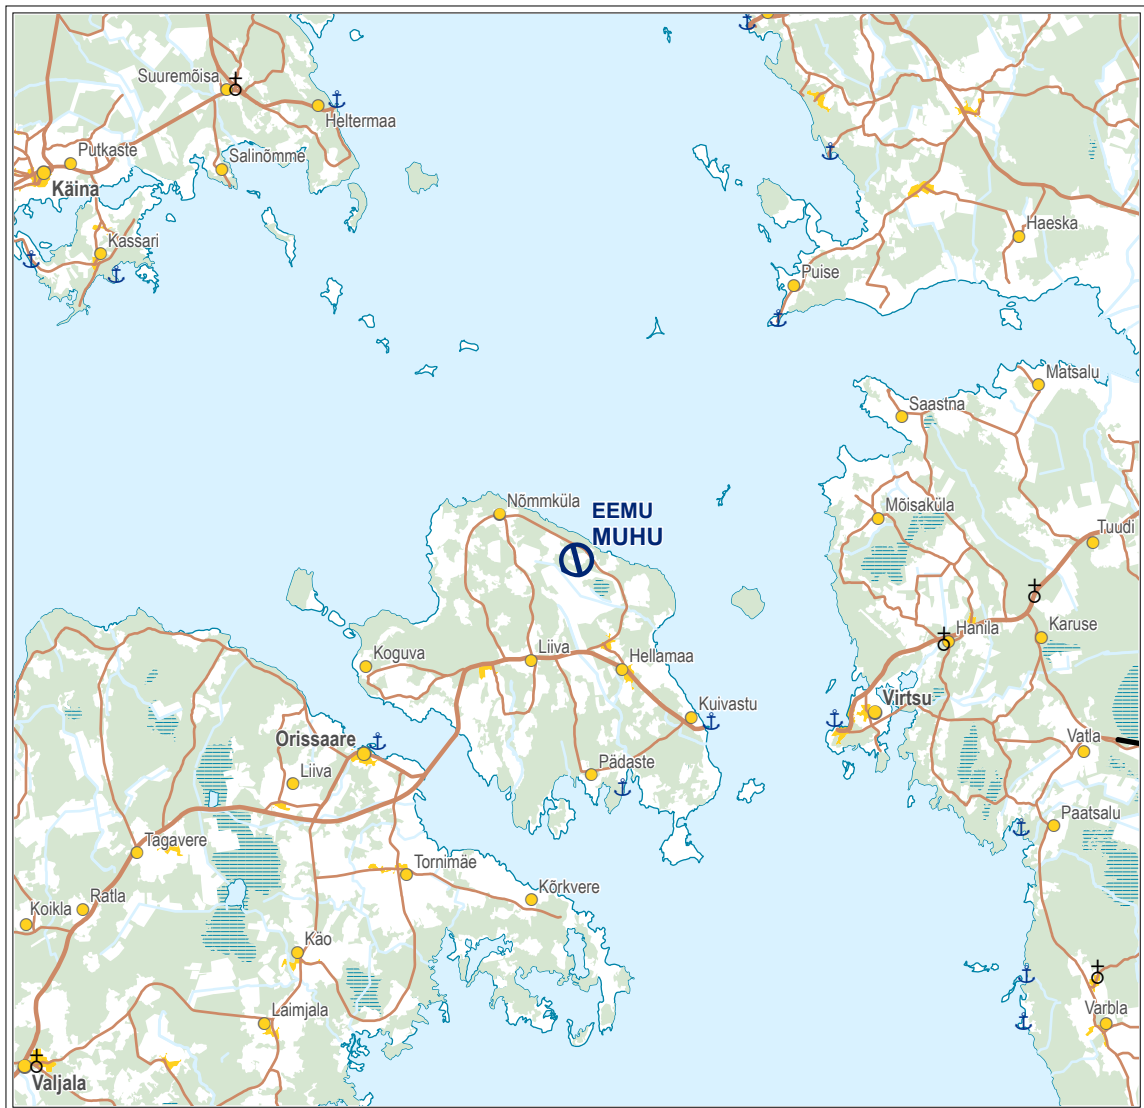 Suuremõisa
Heltermaa
Putkaste
Salinõmme
Käina
Haeska
Kassari
Puise
Matsalu
Saastna
Nõmmküla
EEMU
MUHU
Mõisaküla
Tuudi
Hanila
Karuse
Koguva
Liiva
Hellamaa
Virtsu
Kuivastu
Orissaare
Vatla
Liiva
Pädaste
Paatsalu
Tagavere
Tornimäe
Ratla
Kõrkvere
Koikla
Käo
Laimjala
Varbla
Valjala